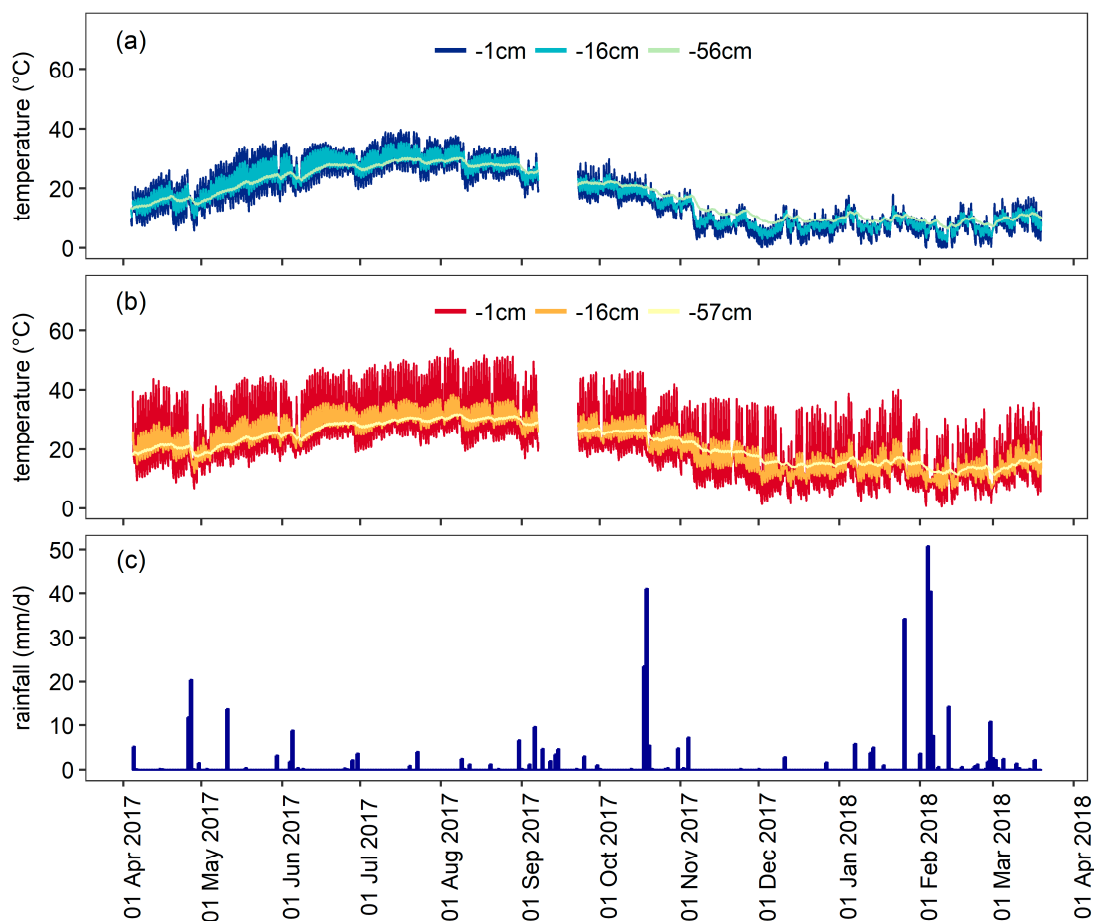 (a)
-1cm -16cm -56cm
temperature (°C)
60
40
20
0
(b)
-1cm -16cm -57cm
temperature (°C)
60
40
20
0
(c)
rainfall (mm/d)
50
40
30
20
10
0
01 Apr 2017
01 May 2017
01 Jun 2017
01 Jul 2017
01 Aug 2017
01 Sep 2017
01 Oct 2017
01 Nov 2017
01 Dec 2017
01 Jan 2018
01 Feb 2018
01 Mar 2018
01 Apr 2018